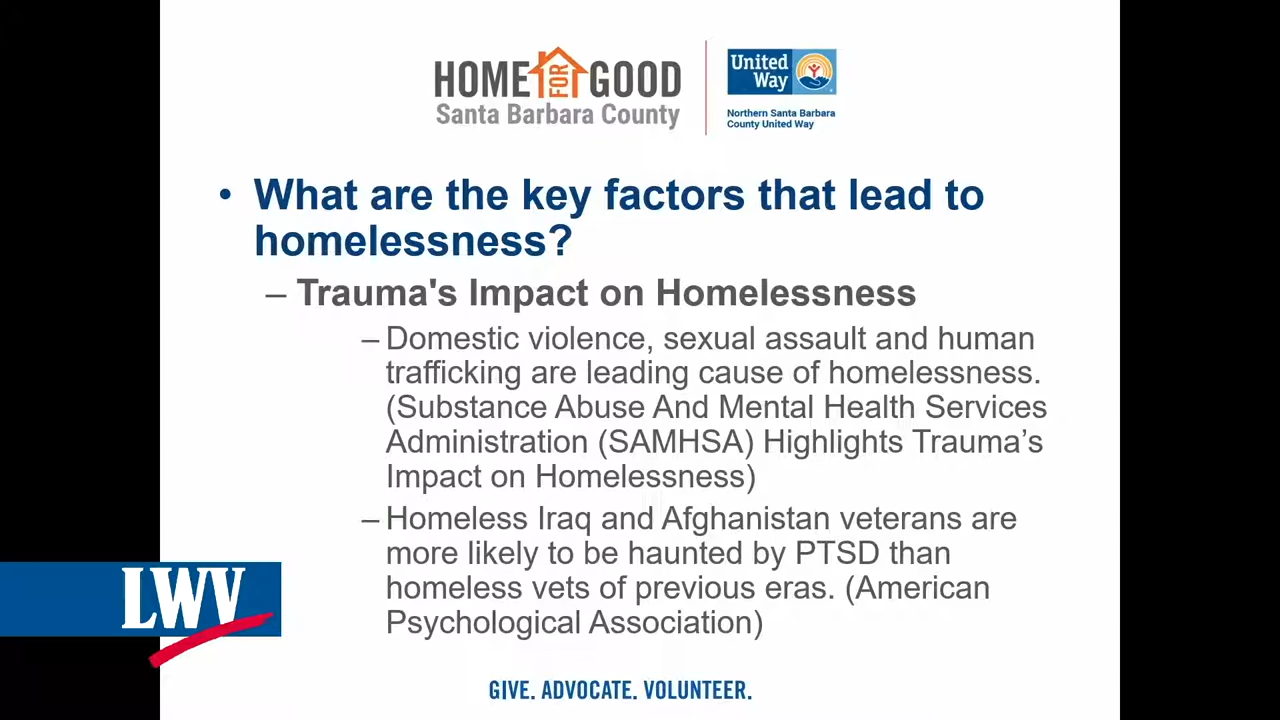 HOME FOR GOOD
Santa Barbara County
United
Way
Northern Santa Barbara
County United Way
• What are the key factors that lead to
homelessness?
– Trauma's Impact on Homelessness
– Domestic violence, sexual assault and human
trafficking are leading cause of homelessness.
(Substance Abuse And Mental Health Services
Administration (SAMHSA) Highlights Trauma’s
Impact on Homelessness)
– Homeless Iraq and Afghanistan veterans are
more likely to be haunted by PTSD than
homeless vets of previous eras. (American
Psychological Association)
LWV
GIVE. ADVOCATE. VOLUNTEER.